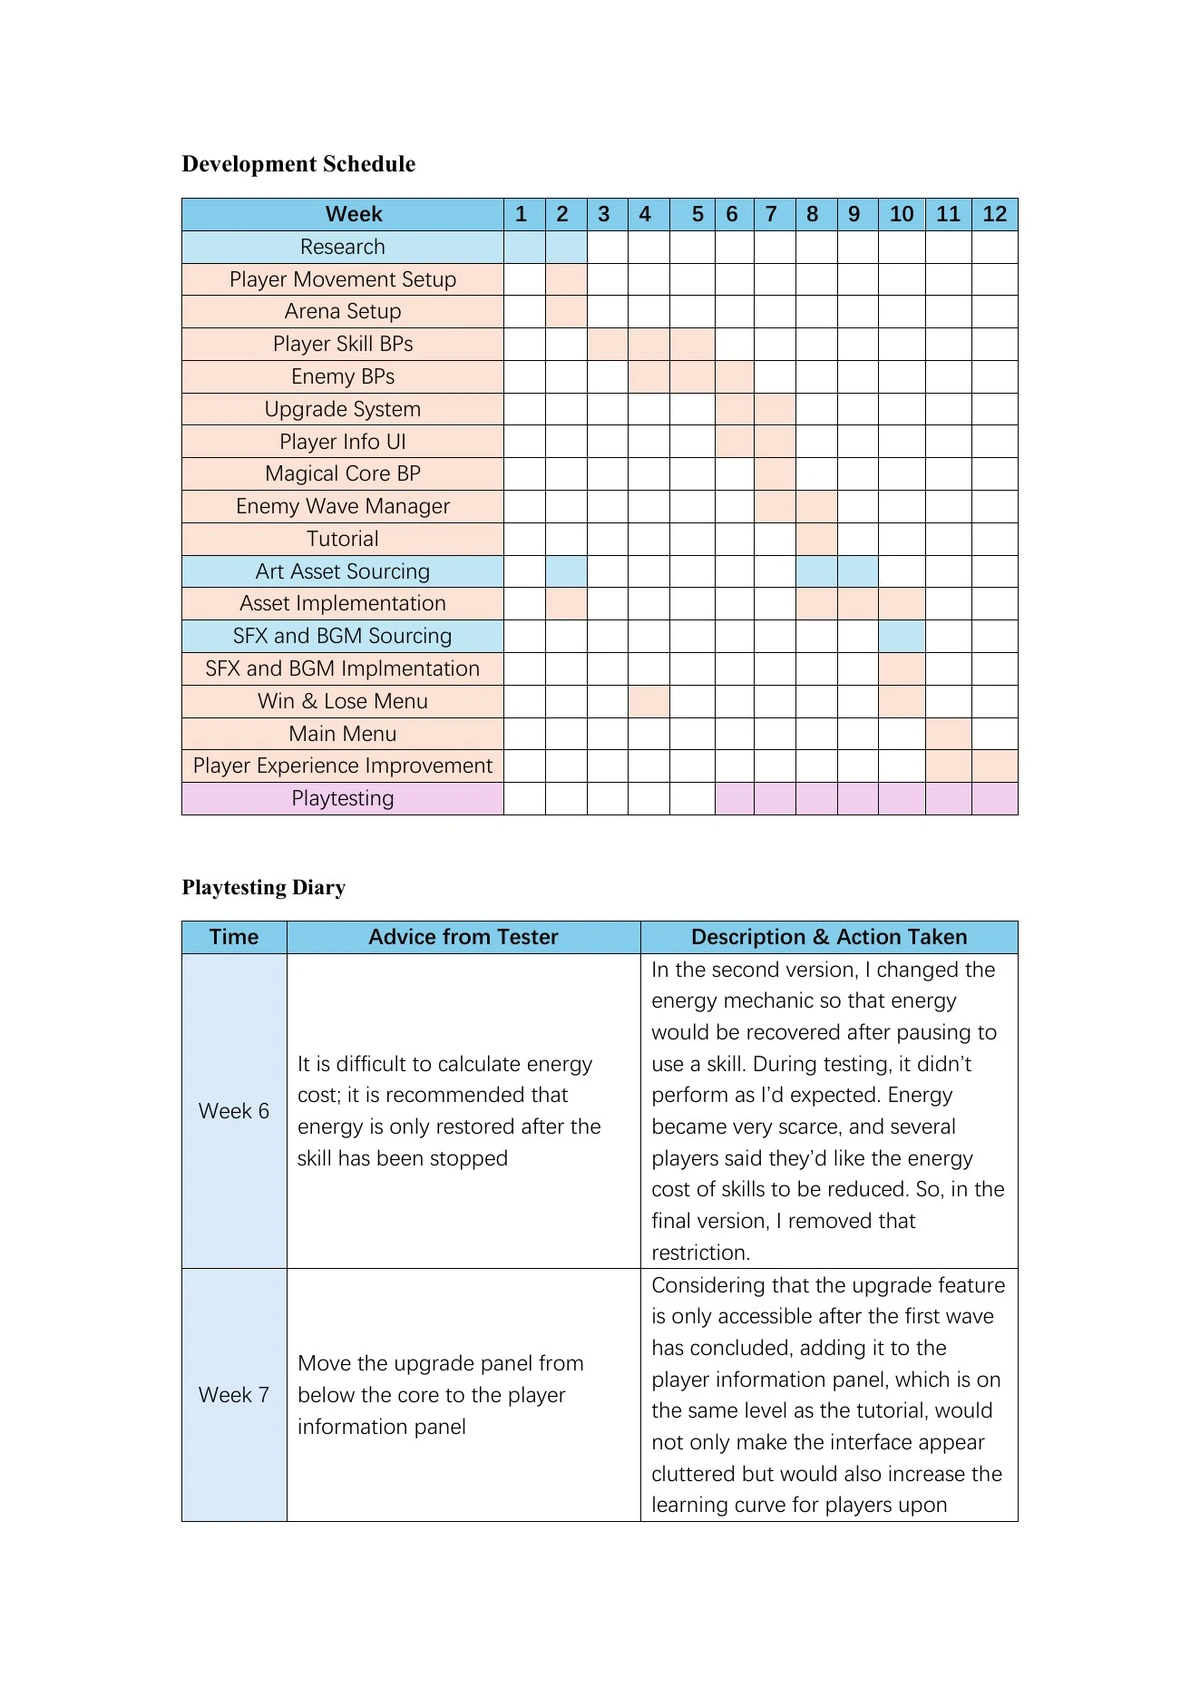 Development Schedule
Week 1 2 3 4 5 6 7 8 9 10 11 12
Research
Player Movement Setup
Arena Setup
Player Skill BPs
Enemy BPs
Upgrade System
Player Info UI
Magical Core BP
Enemy Wave Manager
Tutorial
Art Asset Sourcing
Asset Implementation
SFX and BGM Sourcing
SFX and BGM Implmentation
Win & Lose Menu
Main Menu
Player Experience Improvement
Playtesting
Playtesting Diary
Time Advice from Tester Description & Action Taken
Week 6
It is difficult to calculate energy
cost; it is recommended that
energy is only restored after the
skill has been stopped
In the second version, I changed the
energy mechanic so that energy
would be recovered after pausing to
use a skill. During testing, it didn’t
perform as I’d expected. Energy
became very scarce, and several
players said they’d like the energy
cost of skills to be reduced. So, in the
final version, I removed that
restriction.
Week 7
Move the upgrade panel from
below the core to the player
information panel
Considering that the upgrade feature
is only accessible after the first wave
has concluded, adding it to the
player information panel, which is on
the same level as the tutorial, would
not only make the interface appear
cluttered but would also increase the
learning curve for players upon